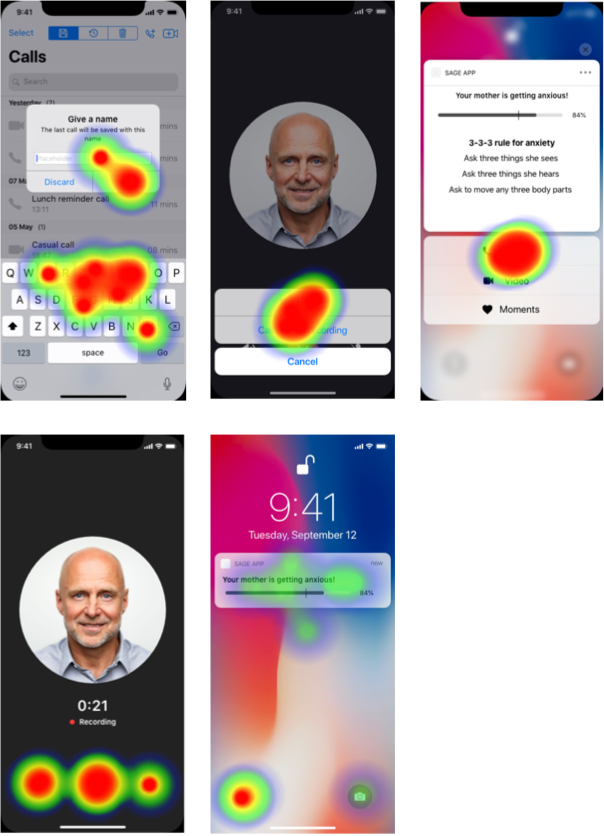 9:41
Select
Calls
Search
Yesterday (7)
Give a name
The last call will be saved with this
name
mins
Placeholder
mins
Discard
07 Ma
Lunch reminder call
11 mins
13:11
05 May (1)
Casual call
08 mins
Q W R O P
A S D K L
Z X C V B N
123
space
Go
9:41
Cancel
SAGE APP
Your mother is getting anxious!
84%
3-3-3 rule for anxiety
Ask three things she sees
Ask three things she hears
Ask to move any three body parts
Video
Moments
9:41
0:21
Recording
9:41
Tuesday, September 12
SAGE APP
now
Your mother is getting anxious!
84%